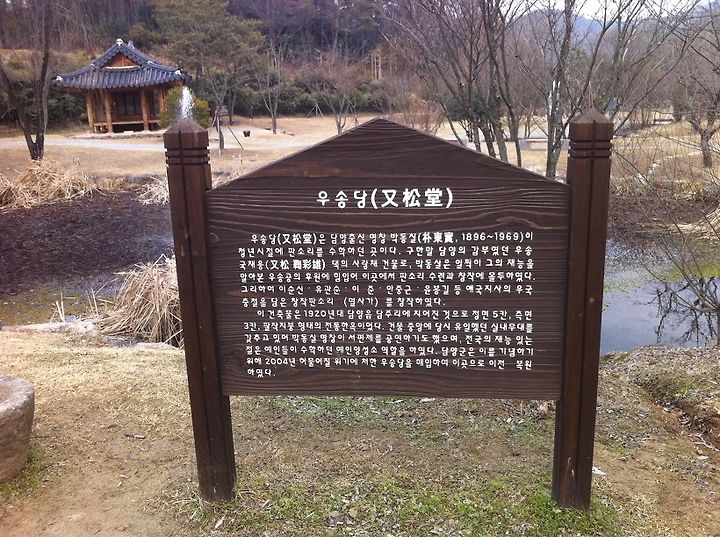 우송당(又松堂)
우송당(又松堂)은 담양출신 명창 박동실(朴東實, 1896~1969)이
청년시절에 판소리를 수학하던 곳이다. 구한말 담양의 갑부였던 우송
국채웅(又松 鞠彩雄) 댁의 사랑채 건물로, 박동실은 일찍이 그의 재능을
알아본 우송공의 후원에 힘입어 이곳에서 판소리 수련과 창작에 몰두하였다.
그리하여 이순신 · 유관순 · 이 준 · 안중근 · 윤봉길 등 애국지사의 우국
충절을 담은 창작판소리 〈열사가〉를 창작하였다.
이 건축물은 1920년대 담양읍 담주리에 지어진 것으로 정면 5칸, 측면
3칸, 팔작지붕 형태의 전통한옥이었다. 건물 중앙에 당시 유일했던 실내무대를
갖추고 있어 박동실 명창이 서편제를 공연하기도 했으며, 전국의 재능 있는
젊은 예인들이 수학하던 예인양성소 역할을 하였다. 담양군은 이를 기념하기
위해 2004년 허물어질 위기에 처한 우송당을 매입하여 이곳으로 이전 복원
하였다.